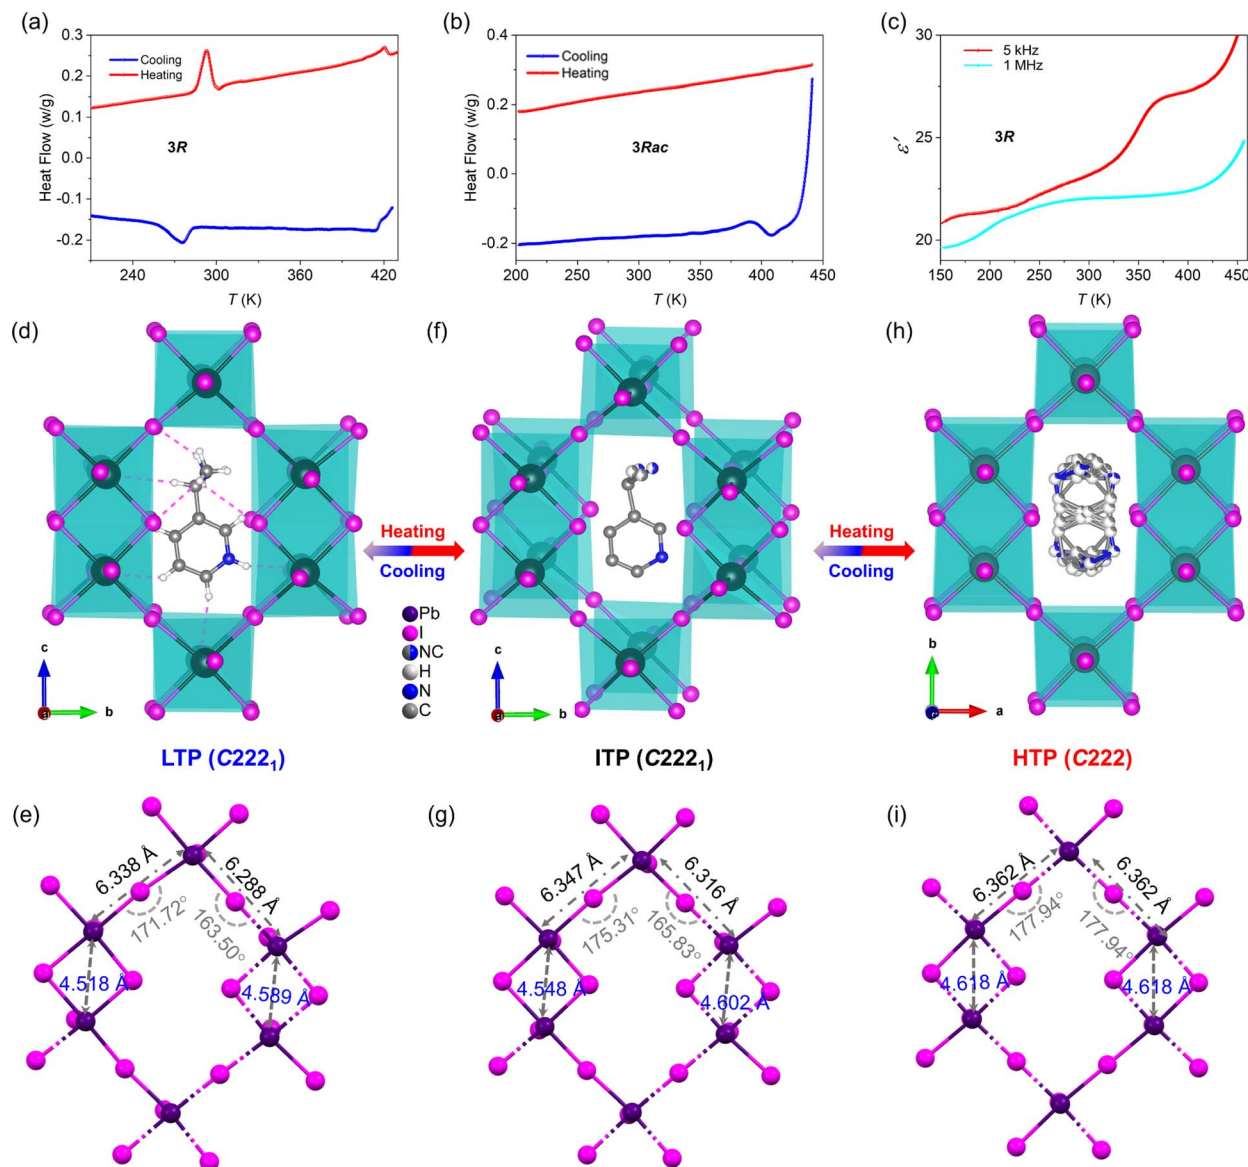 (a)
0.4
0.3
0.2
0.1
0.0
-0.1
-0.2
Heat Flow (w/g)
Cooling
Heating
3R
240
300
360
420
T (K)
(b)
0.4
0.2
0.0
-0.2
Heat Flow (w/g)
Cooling
Heating
3Rac
200
250
300
350
400
450
T (K)
(c)
30
25
20
ε′
5 kHz
1 MHz
3R
150
200
250
300
350
400
450
T (K)
(d)
c
a
b
LTP (C222₁)
Heating
Cooling
Pb
I
NC
H
N
C
(f)
c
a
b
ITP (C222₁)
Heating
Cooling
(h)
b
c
a
HTP (C222)
(e)
6.338 Å
6.288 Å
171.72°
163.50°
4.518 Å
4.589 Å
(g)
6.347 Å
6.316 Å
175.31°
165.83°
4.548 Å
4.602 Å
(i)
6.362 Å
6.362 Å
177.94°
177.94°
4.618 Å
4.618 Å